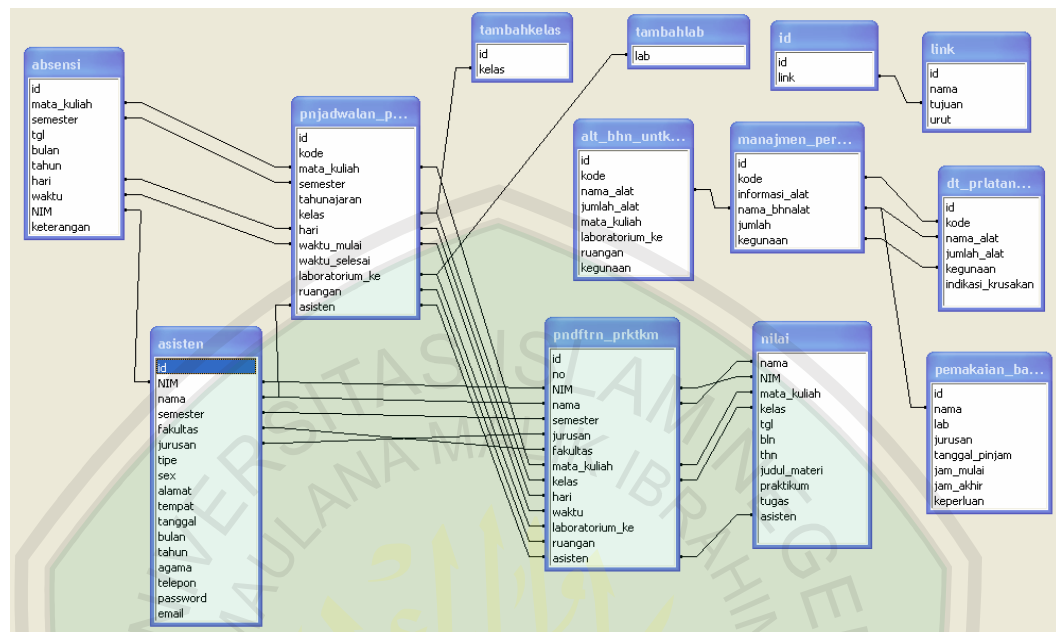 absensi
id
mata_kuliah
semester
tgl
bulan
tahun
hari
waktu
NIM
keterangan
pnjadwalan_p...
id
kode
mata_kuliah
semester
tahunajaran
kelas
hari
waktu_mulai
waktu_selesai
laboratorium_ke
ruangan
asisten
tambahkelas
id
kelas
tambahlab
lab
id
id
link
link
id
nama
tujuan
urut
alt_bhn_untk...
id
kode
nama_alat
jumlah_alat
mata_kuliah
laboratorium_ke
ruangan
kegunaan
manajmen_per...
id
kode
informasi_alat
nama_bhnalat
jumlah
kegunaan
dt_prlatan...
id
kode
nama_alat
jumlah_alat
kegunaan
indikasi_krusakan
asisten
id
NIM
nama
semester
fakultas
jurusan
tipe
sex
alamat
tempat
tanggal
bulan
tahun
agama
telepon
password
email
pndftrn_prktkm
id
no
NIM
nama
semester
jurusan
fakultas
mata_kuliah
kelas
hari
waktu
laboratorium_ke
ruangan
asisten
nilai
nama
NIM
mata_kuliah
kelas
tgl
bln
thn
judul_materi
praktikum
tugas
asisten
pemakaian_ba...
id
nama
lab
jurusan
tanggal_pinjam
jam_mulai
jam_akhir
keperluan